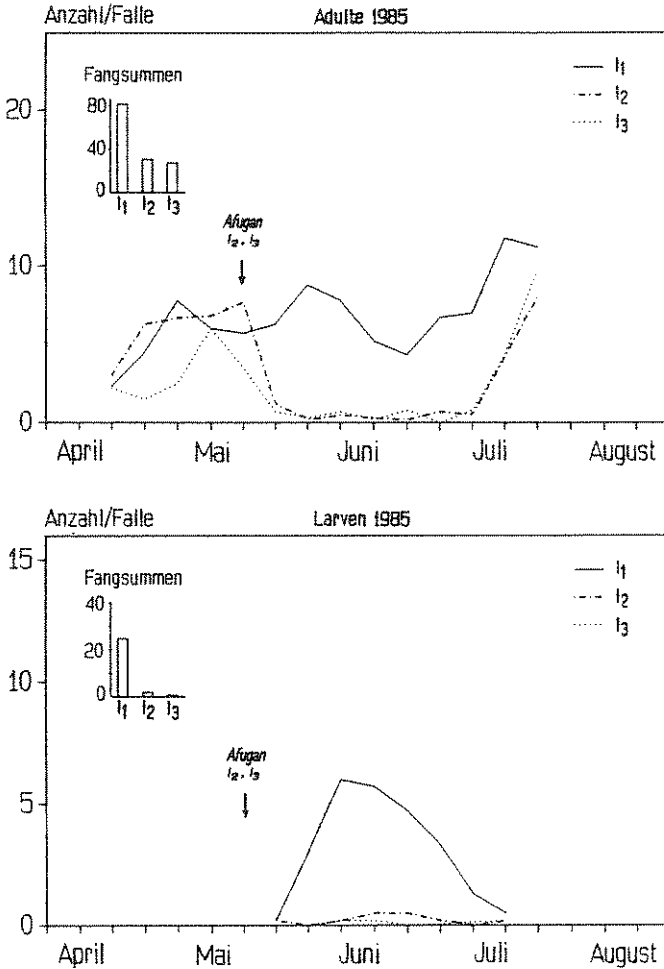 Anzahl/Falle Adulte 1985
Fangsummen
80
40
0
I1 I2 I3
I1
I2
I3
20
Afugan
I2, I3
10
0
April Mai Juni Juli August
Anzahl/Falle Larven 1985
15
Fangsummen
40
20
0
I1 I2 I3
I1
I2
I3
10
Afugan
I2, I3
5
0
April Mai Juni Juli August